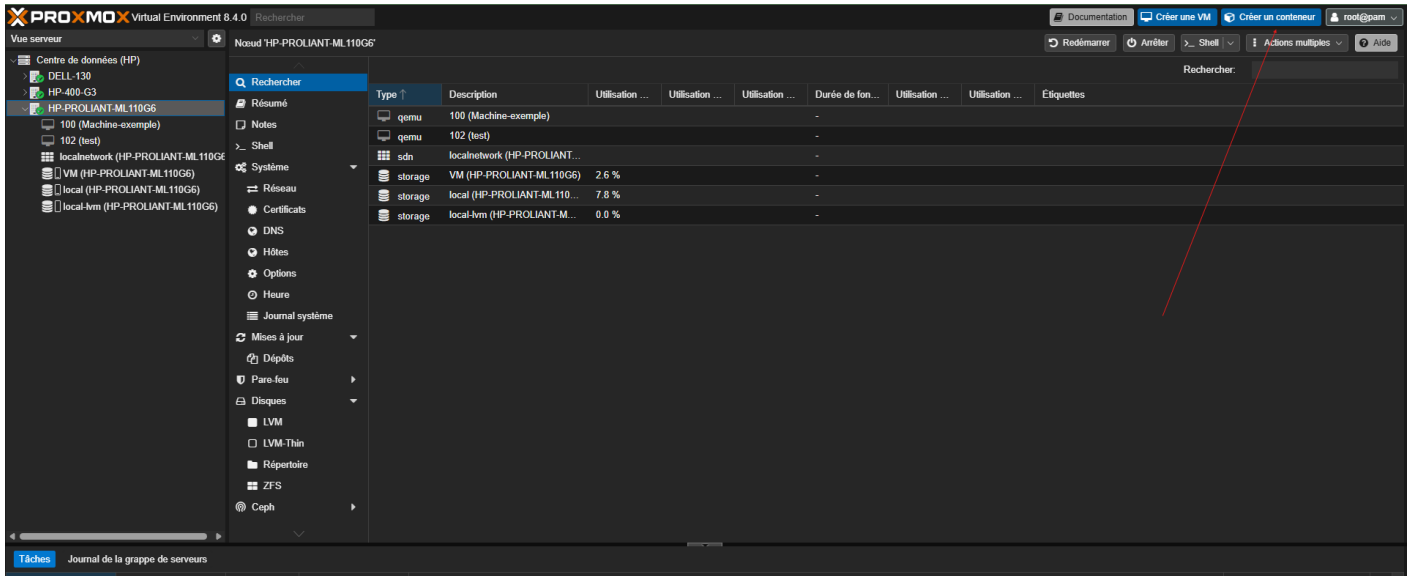 PROXMOX Virtual Environment 8.4.0 Rechercher Documentation Créer une VM Créer un conteneur root@pam
Vue serveur
Nœud 'HP-PROLIANT-ML110G6' Redémarrer Arrêter Shell Actions multiples Aide
Centre de données (HP)
DELL-130
HP-400-G3
HP-PROLIANT-ML110G6
100 (Machine-exemple)
102 (test)
localnetwork (HP-PROLIANT-ML110G6
VM (HP-PROLIANT-ML110G6)
local (HP-PROLIANT-ML110G6)
local-lvm (HP-PROLIANT-ML110G6)
Rechercher
Résumé
Notes
>_ Shell
Système
Réseau
Certificats
DNS
Hôtes
Options
Heure
Journal système
Mises à jour
Dépôts
Pare-feu
Disques
LVM
LVM-Thin
Répertoire
ZFS
Ceph
Rechercher:
Type ↑ Description Utilisation ... Utilisation ... Utilisation ... Durée de fon... Utilisation ... Utilisation ... Étiquettes
qemu 100 (Machine-exemple) -
qemu 102 (test) -
sdn localnetwork (HP-PROLIANT... -
storage VM (HP-PROLIANT-ML110G6) 2.6 % -
storage local (HP-PROLIANT-ML110... 7.8 % -
storage local-lvm (HP-PROLIANT-M... 0.0 % -
Tâches Journal de la grappe de serveurs